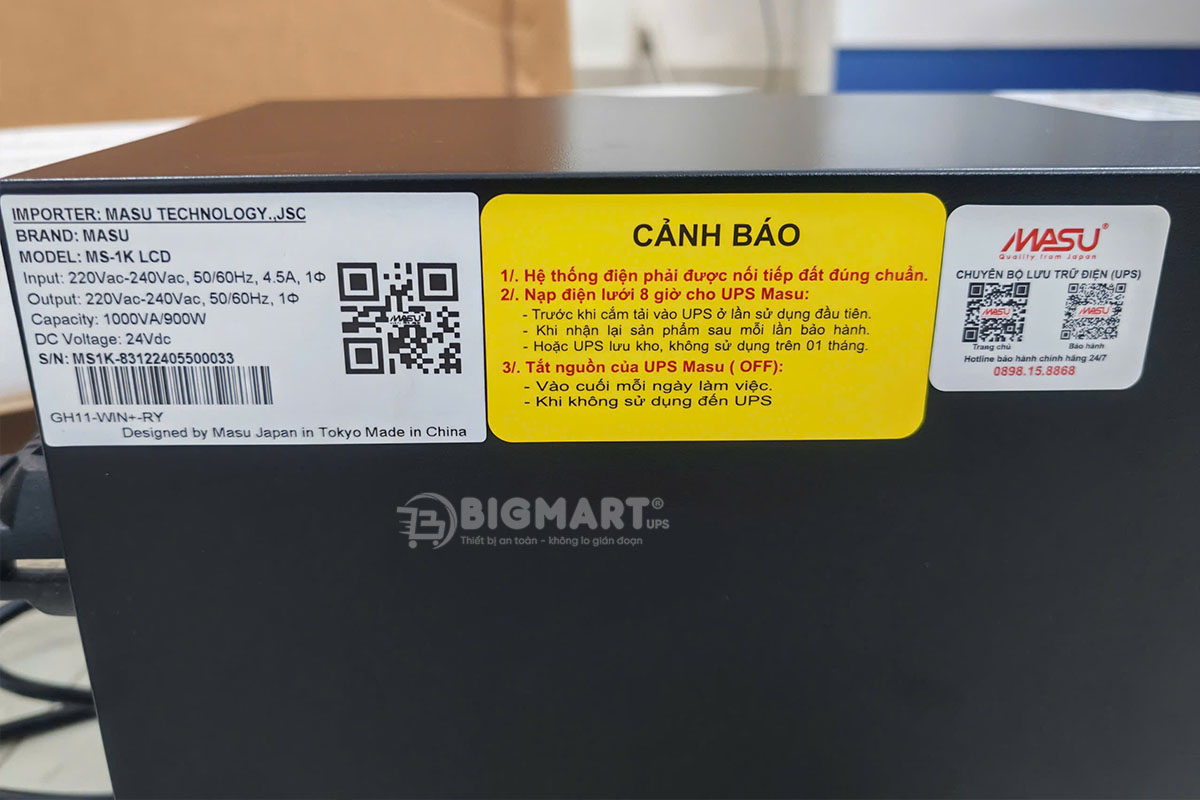 IMPORTER: MASU TECHNOLOGY.,JSC
BRAND: MASU
MODEL: MS-1K LCD
Input: 220Vac-240Vac, 50/60Hz, 4.5A, 1Φ
Output: 220Vac-240Vac, 50/60Hz, 1Φ
Capacity: 1000VA/900W
DC Voltage: 24Vdc
S/N: MS1K-83122405500033
GH11-WIN+-RY
Designed by Masu Japan in Tokyo Made in China
MASU
CẢNH BÁO
1/. Hệ thống điện phải được nối tiếp đất đúng chuẩn.
2/. Nạp điện lưới 8 giờ cho UPS Masu:
- Trước khi cắm tải vào UPS ở lần sử dụng đầu tiên.
- Khi nhận lại sản phẩm sau mỗi lần bảo hành.
- Hoặc UPS lưu kho, không sử dụng trên 01 tháng.
3/. Tắt nguồn của UPS Masu ( OFF):
- Vào cuối mỗi ngày làm việc.
- Khi không sử dụng đến UPS
MASU®
Quality from Japan
CHUYÊN BỘ LƯU TRỮ ĐIỆN (UPS)
MASU MASU
Trang chủ Bảo hành
Hotline bảo hành chính hãng 24/7
0898.15.8868
BIGMART® UPS
Thiết bị an toàn - không lo gián đoạn